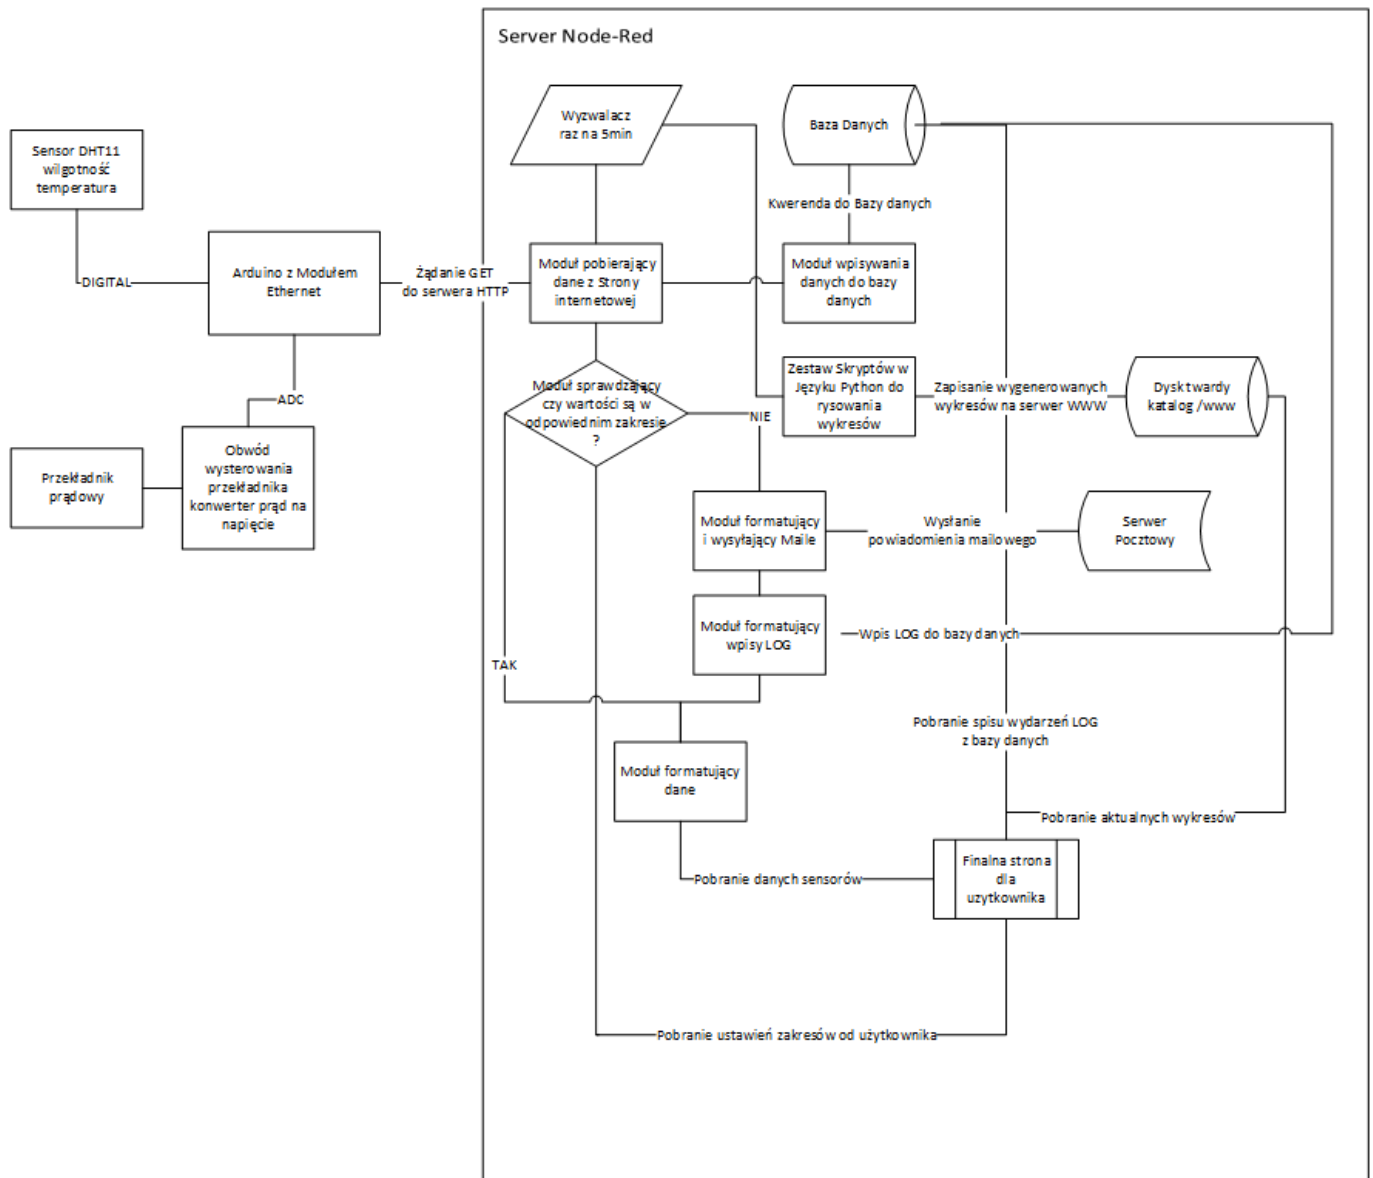 Server Node-Red
Wyzwalacz
raz na 5min
Baza Danych
Sensor DHT11
wilgotność
temperatura
Kwerenda do Bazy danych
DIGITAL
Arduino z Modułem
Ethernet
Żądanie GET
do serwera HTTP
Moduł pobierający
dane z Strony
internetowej
Moduł wpisywania
danych do bazy
danych
Moduł sprawdzający
czy wartości są w
odpowiednim zakresie
?
NIE
Zestaw Skryptów w
Języku Python do
rysowania
wykresów
Zapisanie wygenerowanych
wykresów na serwer WWW
Dysk twardy
katalog /www
ADC
Przekładnik
prądowy
Obwód
wysterowania
przekładnika
konwerter prąd na
napięcie
Moduł formatujący
i wysyłający Maile
Wysłanie
powiadomienia mailowego
Serwer
Pocztowy
Moduł formatujący
wpisy LOG
Wpis LOG do bazy danych
TAK
Pobranie spisu wydarzeń LOG
z bazy danych
Moduł formatujący
dane
Pobranie aktualnych wykresów
Pobranie danych sensorów
Finalna strona
dla
uzytkownika
Pobranie ustawień zakresów od użytkownika